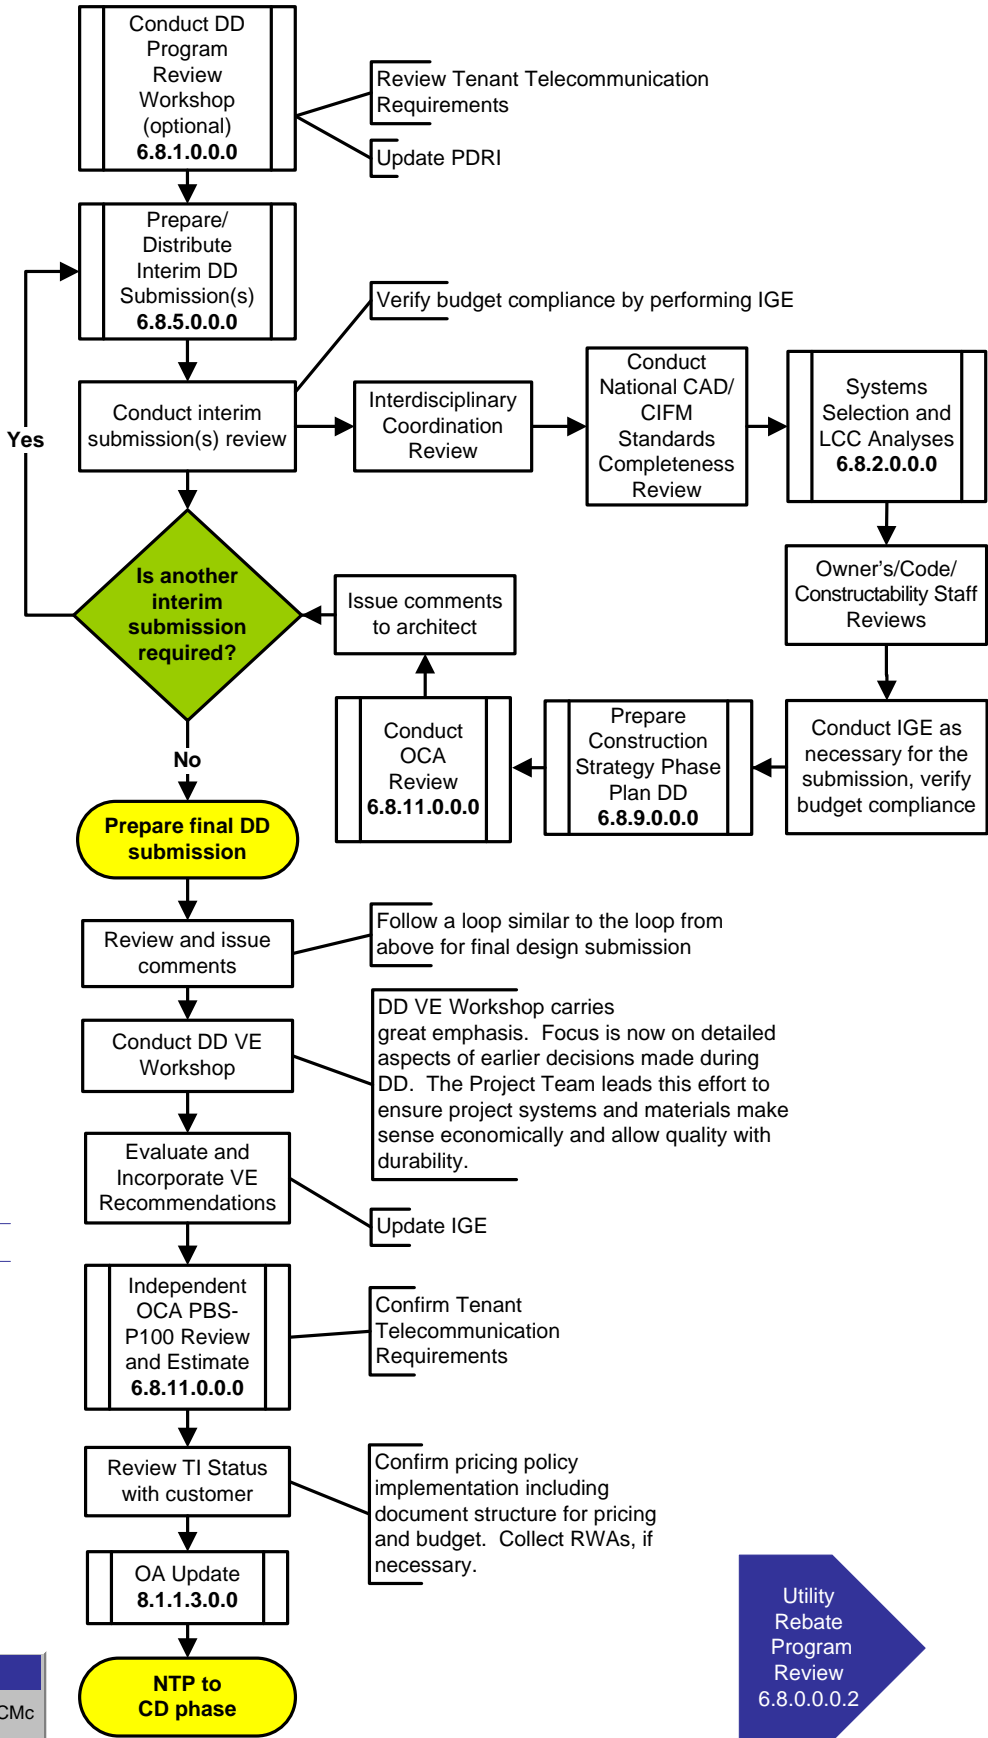 Conduct DD
Program
Review
Workshop
(optional)
6.8.1.0.0.0
Review Tenant Telecommunication
Requirements
Update PDRI
Prepare/
Distribute
Interim DD
Submission(s)
6.8.5.0.0.0
Verify budget compliance by performing IGE
Yes
Conduct interim
submission(s) review
Interdisciplinary
Coordination
Review
Conduct
National CAD/
CIFM
Standards
Completeness
Review
Systems
Selection and
LCC Analyses
6.8.2.0.0.0
Is another
interim
submission
required?
Issue comments
to architect
Owner's/Code/
Constructability Staff
Reviews
No
Conduct
OCA
Review
6.8.11.0.0.0
Prepare
Construction
Strategy Phase
Plan DD
6.8.9.0.0.0
Conduct IGE as
necessary for the
submission, verify
budget compliance
Prepare final DD
submission
Review and issue
comments
Follow a loop similar to the loop from
above for final design submission
Conduct DD VE
Workshop
DD VE Workshop carries
great emphasis.  Focus is now on detailed
aspects of earlier decisions made during
DD.  The Project Team leads this effort to
ensure project systems and materials make
sense economically and allow quality with
durability.
Evaluate and
Incorporate VE
Recommendations
Update IGE
Independent
OCA PBS-
P100 Review
and Estimate
6.8.11.0.0.0
Confirm Tenant
Telecommunication
Requirements
Review TI Status
with customer
Confirm pricing policy
implementation including
document structure for pricing
and budget.  Collect RWAs, if
necessary.
OA Update
8.1.1.3.0.0
NTP to
CD phase
Utility
Rebate
Program
Review
6.8.0.0.0.2
CMc